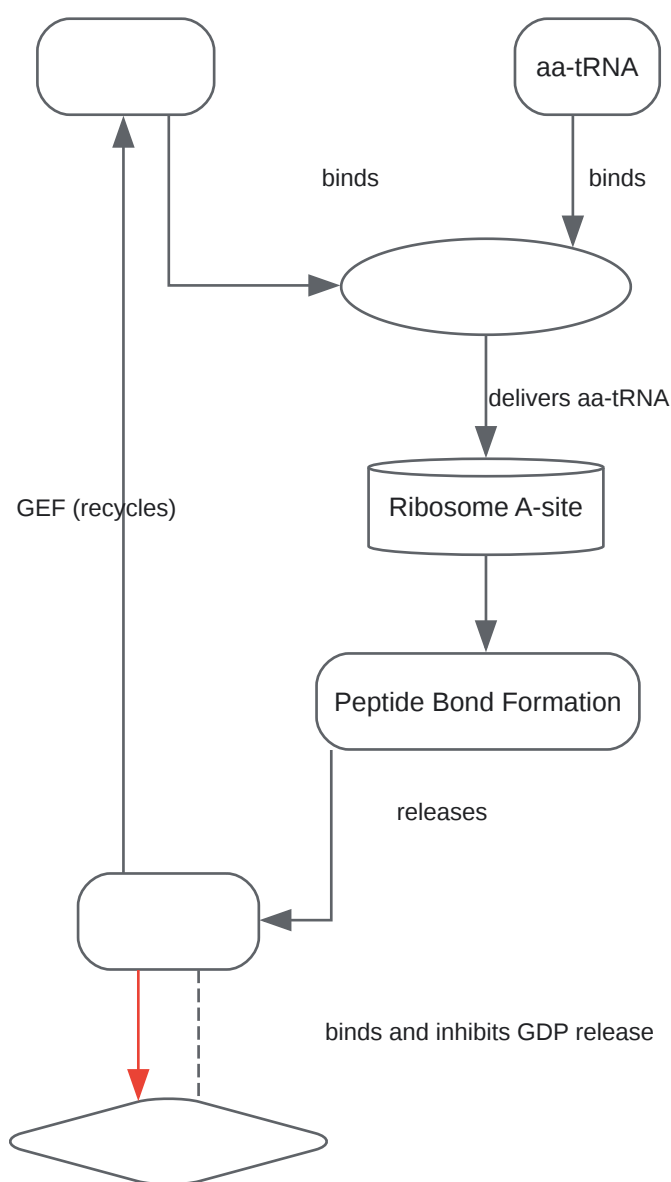 aa-tRNA
binds
binds
delivers aa-tRNA
Ribosome A-site
GEF (recycles)
Peptide Bond Formation
releases
binds and inhibits GDP release